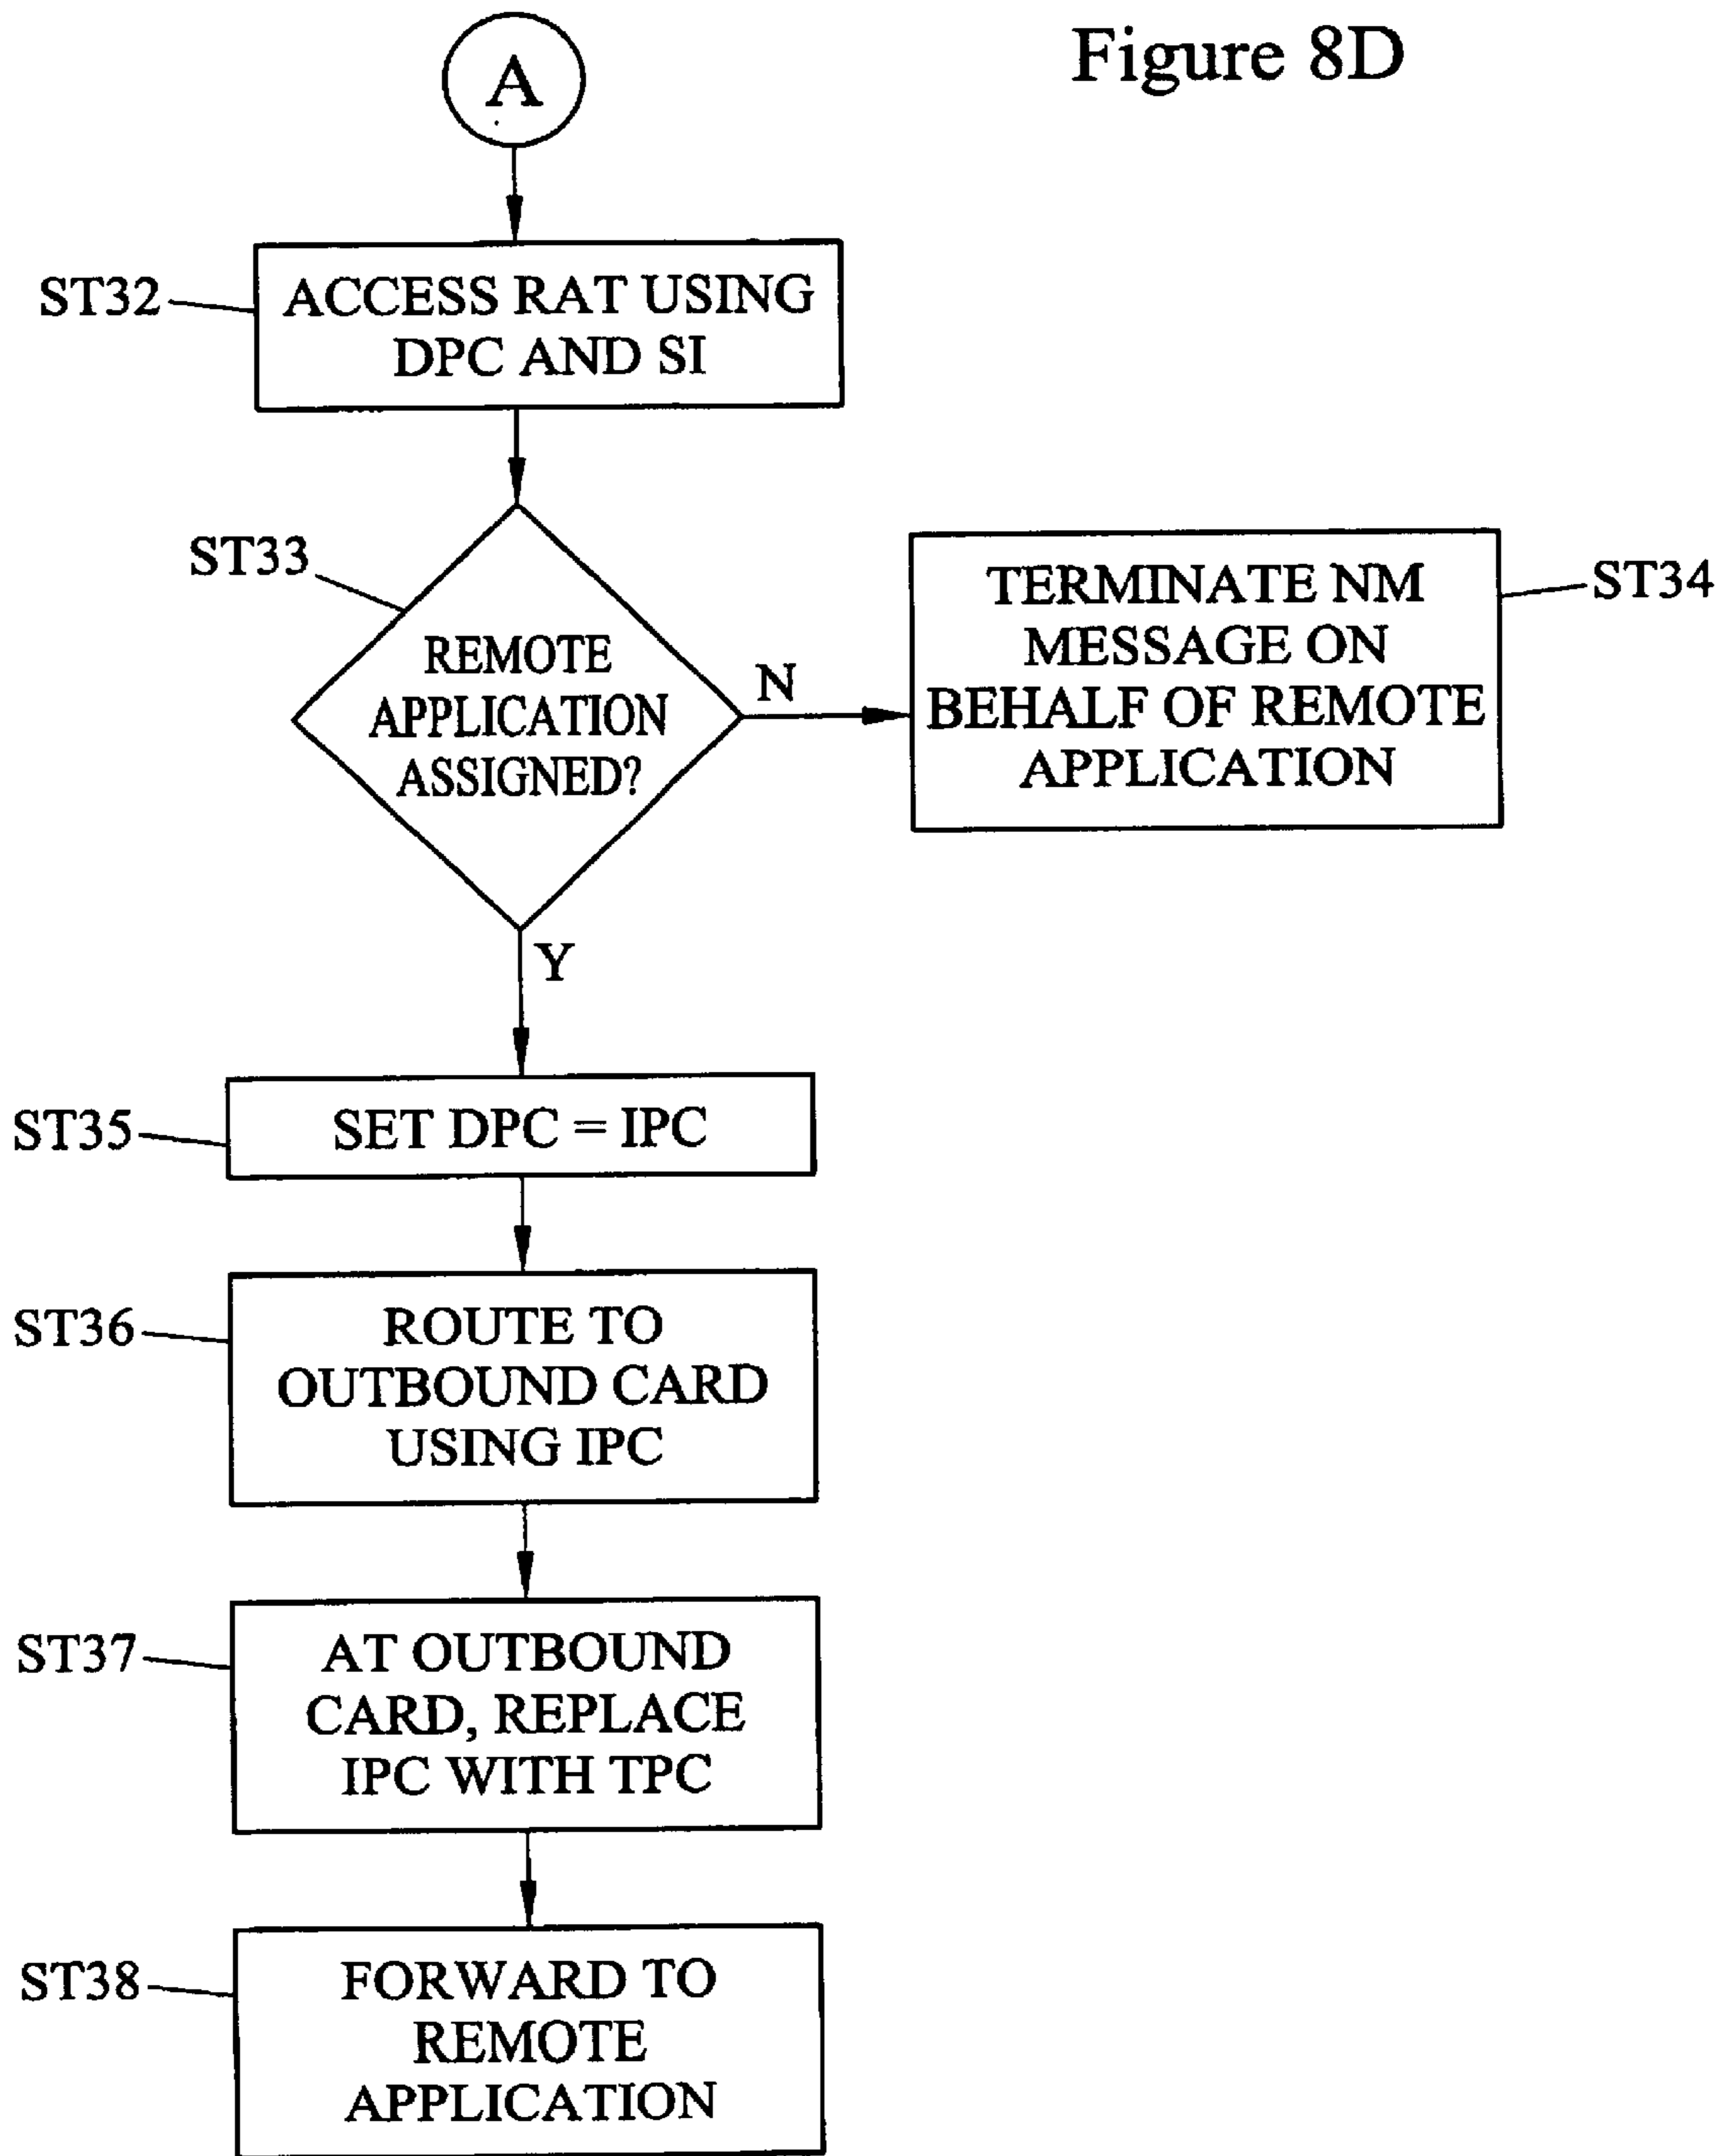 Figure 8D
A
ST32
ACCESS RAT USING
DPC AND SI
ST33
REMOTE
APPLICATION
ASSIGNED?
N
TERMINATE NM
MESSAGE ON
BEHALF OF REMOTE
APPLICATION
ST34
Y
ST35
SET DPC = IPC
ST36
ROUTE TO
OUTBOUND CARD
USING IPC
ST37
AT OUTBOUND
CARD, REPLACE
IPC WITH TPC
ST38
FORWARD TO
REMOTE
APPLICATION